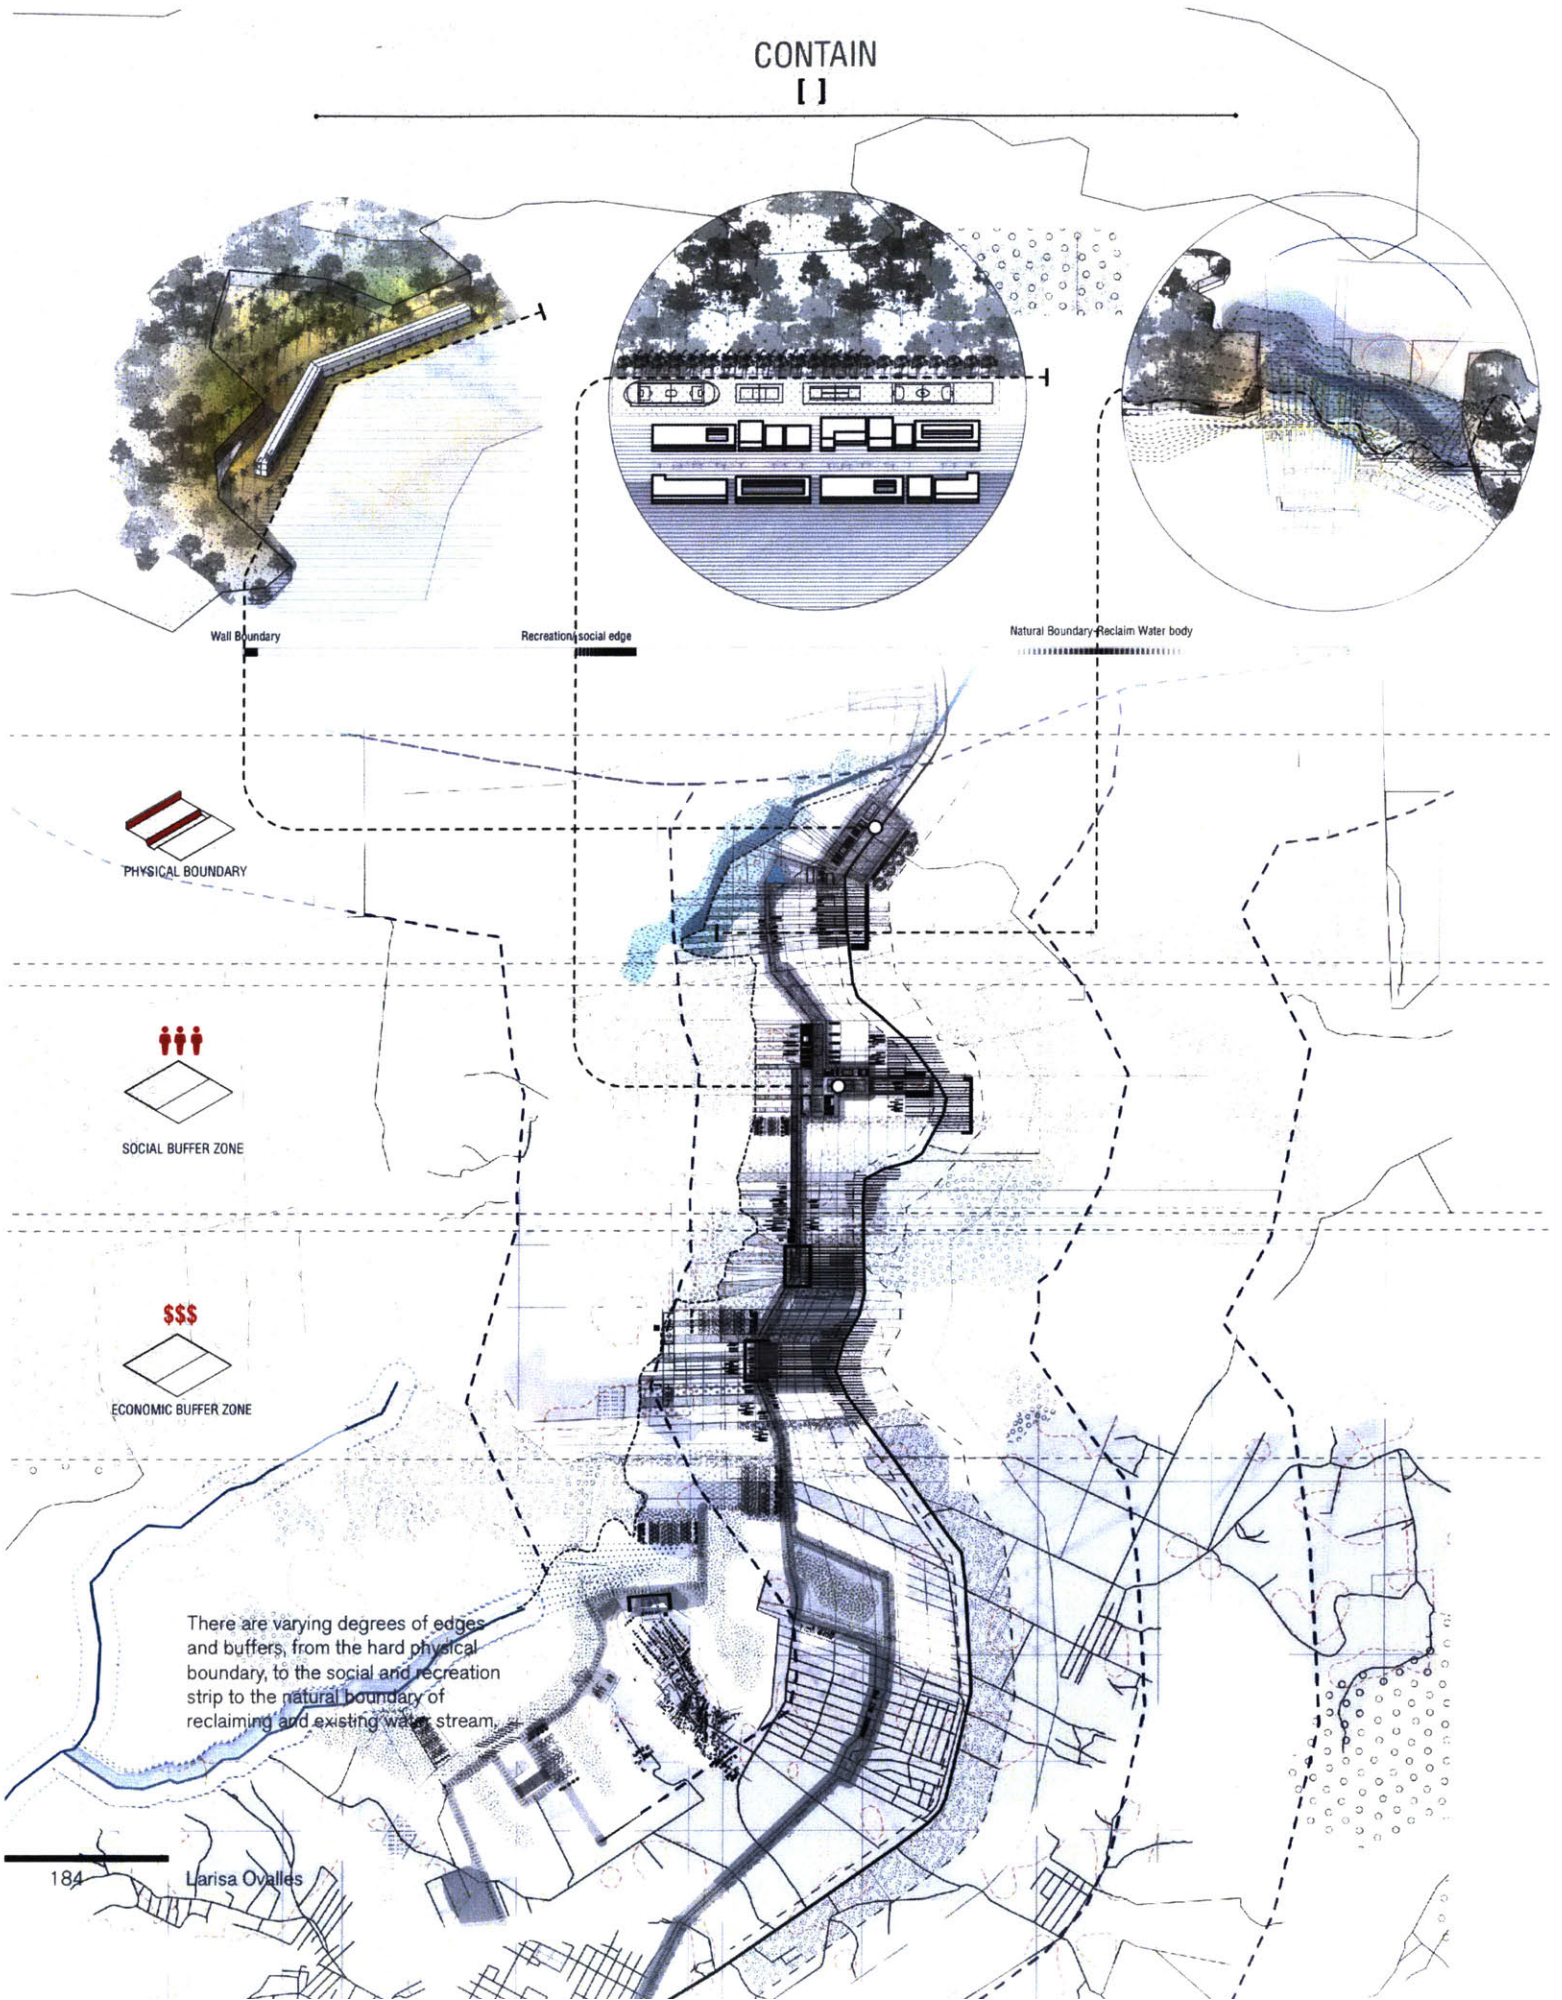 CONTAIN
[ ]
Wall Boundary
Recreation/social edge
Natural Boundary-Reclaim Water body
PHYSICAL BOUNDARY
SOCIAL BUFFER ZONE
$$$
ECONOMIC BUFFER ZONE
There are varying degrees of edges
and buffers, from the hard physical
boundary, to the social and recreation
strip to the natural boundary of
reclaiming and existing water stream.
184
Larisa Ovalles